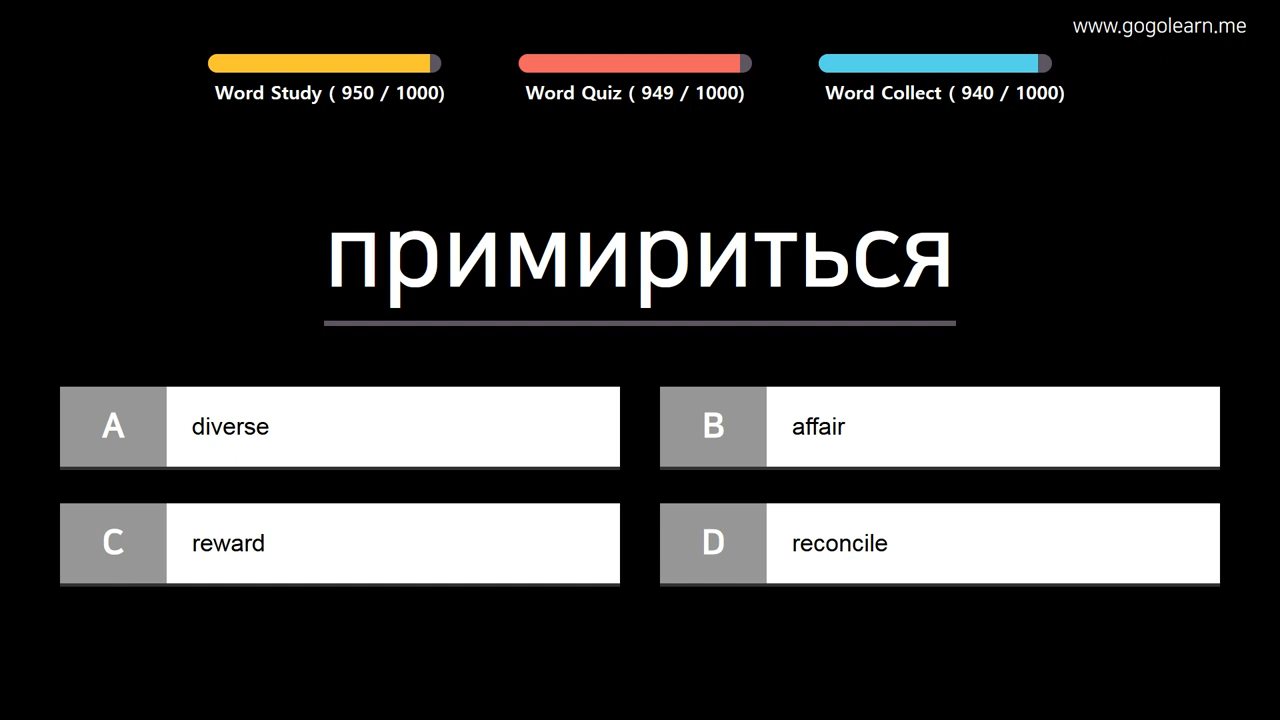 www.gogolearn.me
Word Study ( 950 / 1000)
Word Quiz ( 949 / 1000)
Word Collect ( 940 / 1000)
примириться
A diverse
B affair
C reward
D reconcile